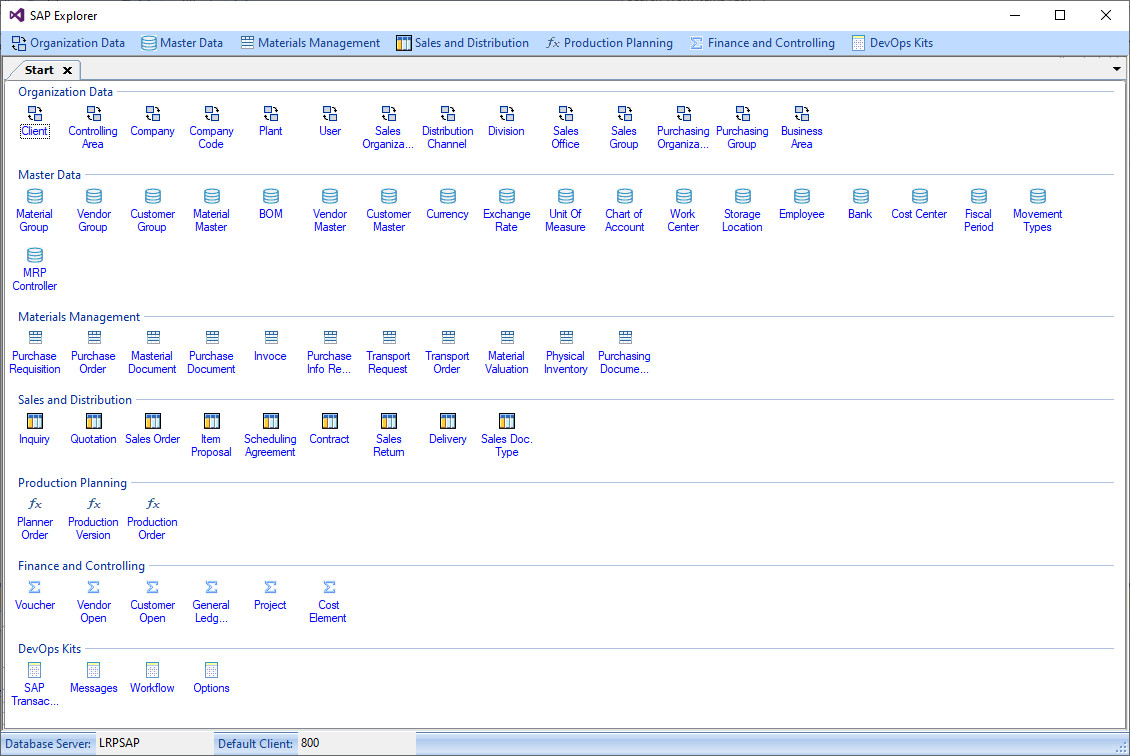 SAP Explorer
Organization Data Master Data Materials Management Sales and Distribution Production Planning Finance and Controlling DevOps Kits
Start
Organization Data
Client Controlling Area Company Company Code Plant User Sales Organiza... Distribution Channel Division Sales Office Sales Group Purchasing Organiza... Purchasing Group Business Area
Master Data
Material Group Vendor Group Customer Group Material Master BOM Vendor Master Customer Master Currency Exchange Rate Unit Of Measure Chart of Account Work Center Storage Location Employee Bank Cost Center Fiscal Period Movement Types
MRP Controller
Materials Management
Purchase Requisition Purchase Order Masterial Document Purchase Document Invoce Purchase Info Re... Transport Request Transport Order Material Valuation Physical Inventory Purchasing Docume...
Sales and Distribution
Inquiry Quotation Sales Order Item Proposal Scheduling Agreement Contract Sales Return Delivery Sales Doc. Type
Production Planning
Planner Order Production Version Production Order
Finance and Controlling
Voucher Vendor Open Customer Open General Ledg... Project Cost Element
DevOps Kits
SAP Transac... Messages Workflow Options
Database Server: LRPSAP Default Client: 800